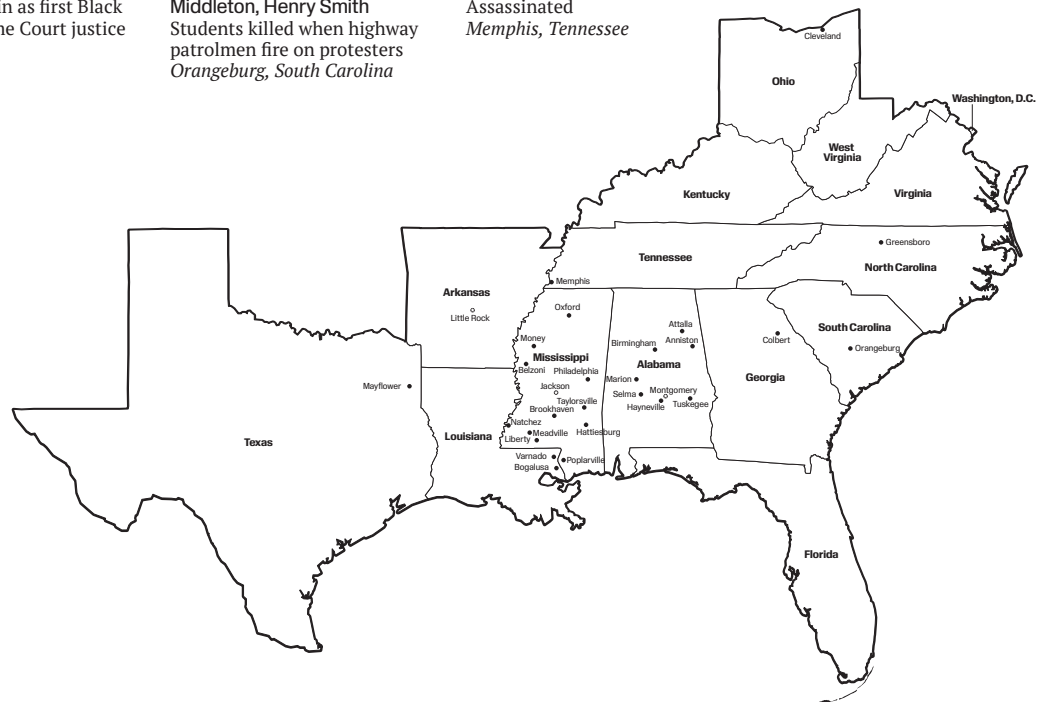 in as first Black
ne Court justice
Middleton, Henry Smith
Students killed when highway
patrolmen fire on protesters
Orangeburg, South Carolina
Assassinated
Memphis, Tennessee
Cleveland
Ohio
Washington, D.C.
West
Virginia
Kentucky
Virginia
Greensboro
Tennessee
North Carolina
Memphis
Arkansas
Little Rock
Oxford
Attalla
South Carolina
Money
Birmingham
Anniston
Colbert
Orangeburg
Mississippi
Alabama
Belzoni
Philadelphia
Georgia
Mayflower
Jackson
Marion
Montgomery
Selma
Taylorsville
Hayneville
Tuskegee
Brookhaven
Natchez
Meadville
Hattiesburg
Liberty
Texas
Louisiana
Varnado
Poplarville
Bogalusa
Florida